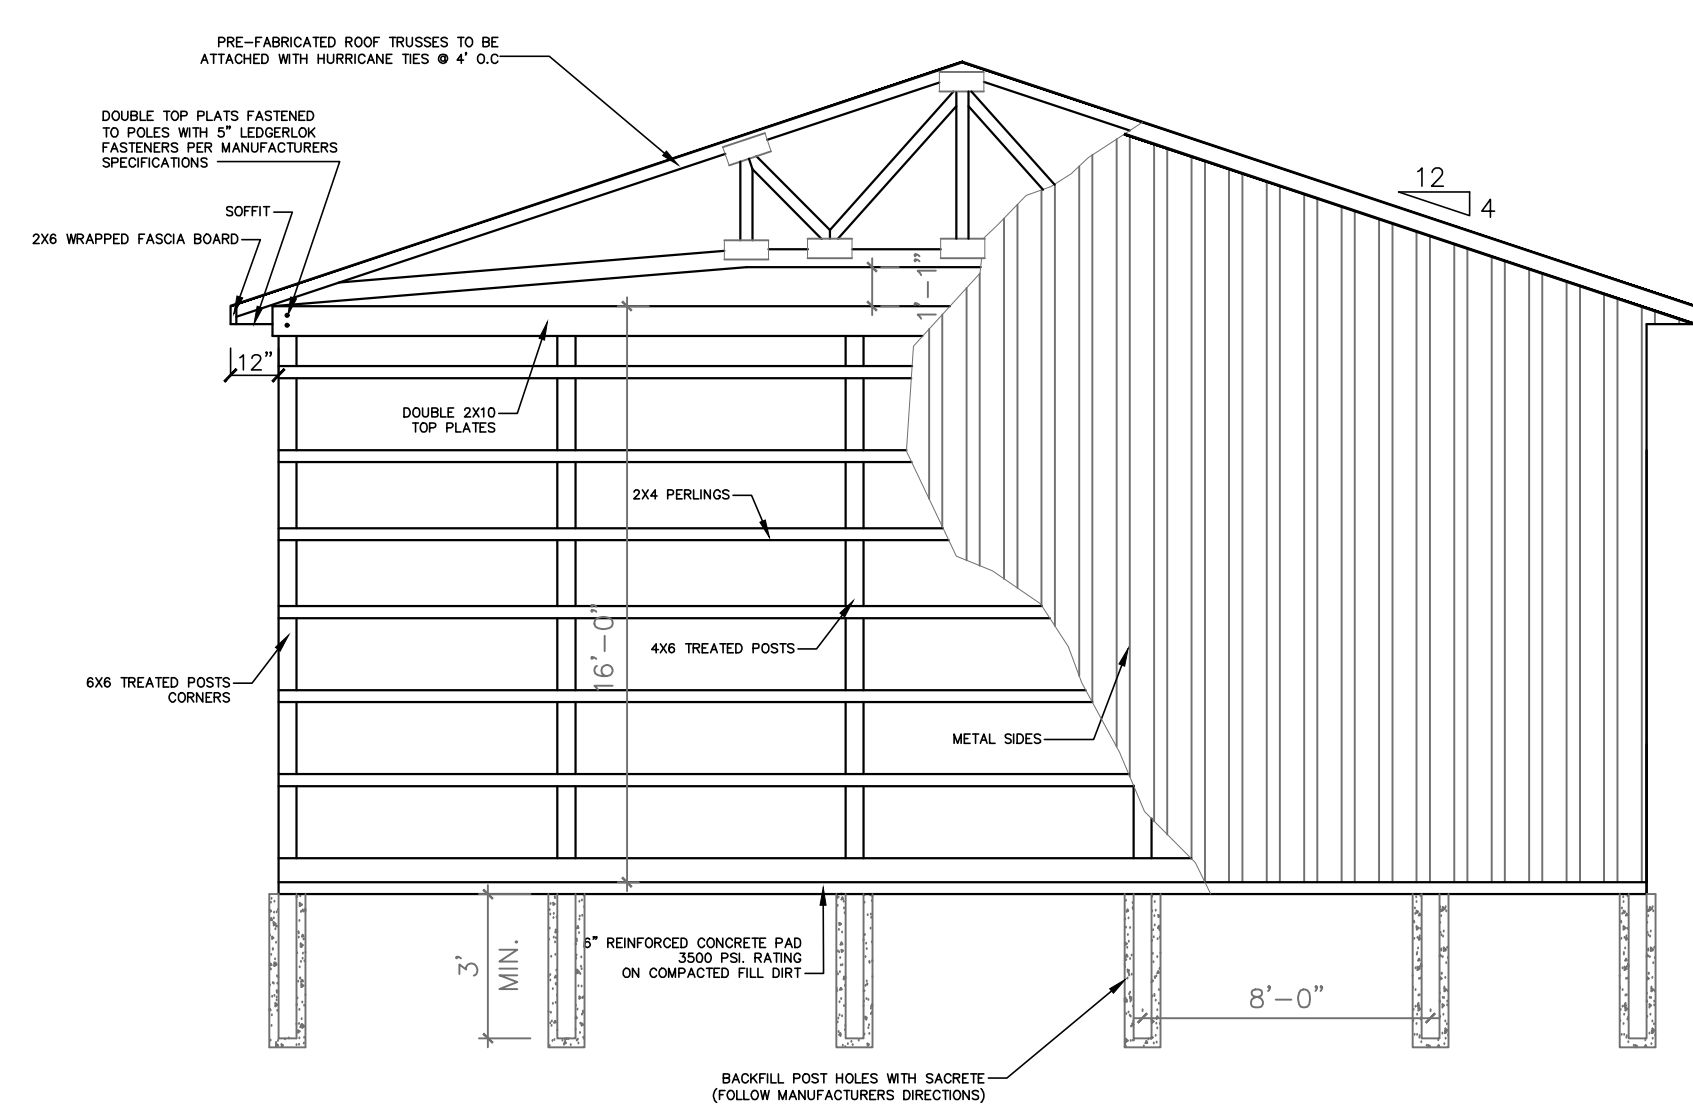 PRE-FABRICATED ROOF TRUSSES TO BE
ATTACHED WITH HURRICANE TIES @ 4' O.C
DOUBLE TOP PLATS FASTENED
TO POLES WITH 5" LEDGERLOK
FASTENERS PER MANUFACTURERS
SPECIFICATIONS
SOFFIT
2X6 WRAPPED FASCIA BOARD
12
4
1'-1"
12"
DOUBLE 2X10
TOP PLATES
2X4 PERLINGS
16'-0"
4X6 TREATED POSTS
6X6 TREATED POSTS
CORNERS
METAL SIDES
6" REINFORCED CONCRETE PAD
3500 PSI. RATING
ON COMPACTED FILL DIRT
3'
MIN.
8'-0"
BACKFILL POST HOLES WITH SACRETE
(FOLLOW MANUFACTURERS DIRECTIONS)